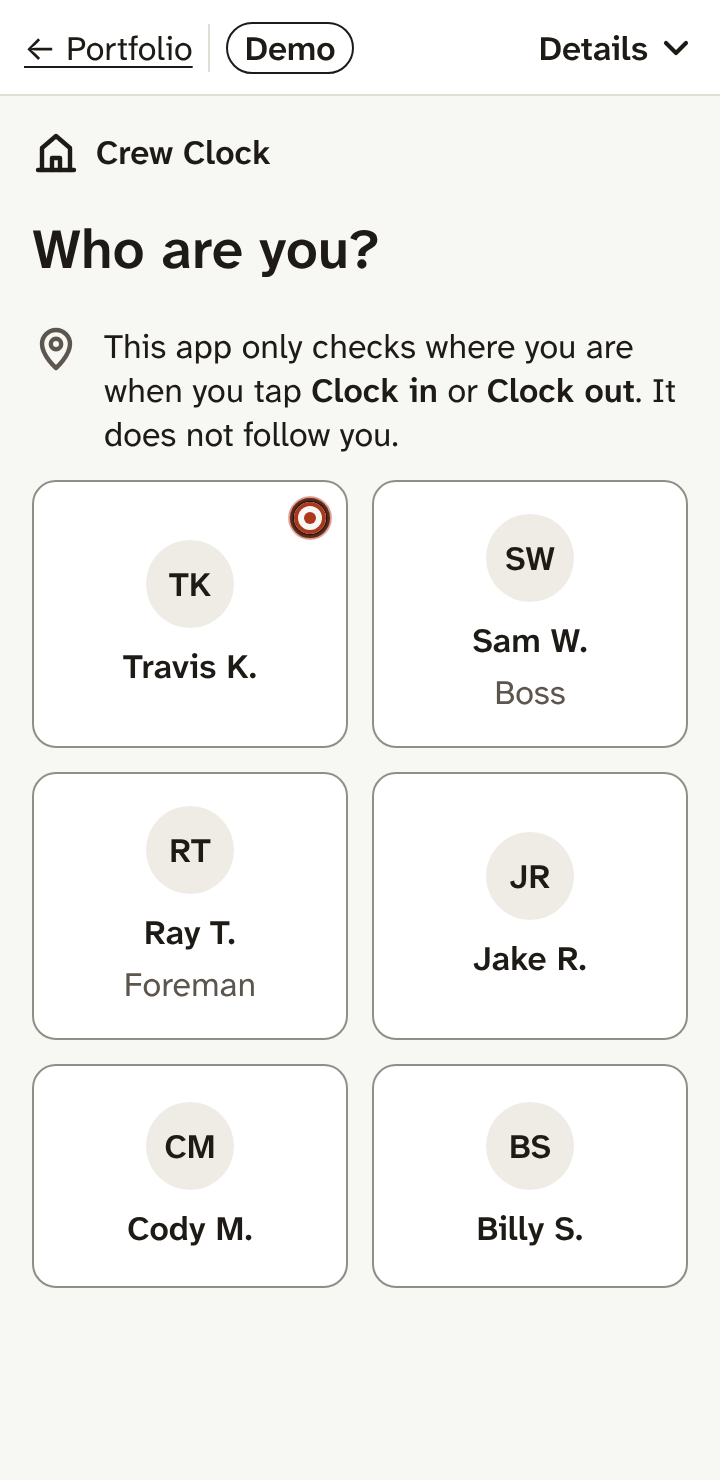 ← Portfolio
Demo
Details
Crew Clock
Who are you?
This app only checks where you are
when you tap Clock in or Clock out. It
does not follow you.
TK
Travis K.
SW
Sam W.
Boss
RT
Ray T.
Foreman
JR
Jake R.
CM
Cody M.
BS
Billy S.